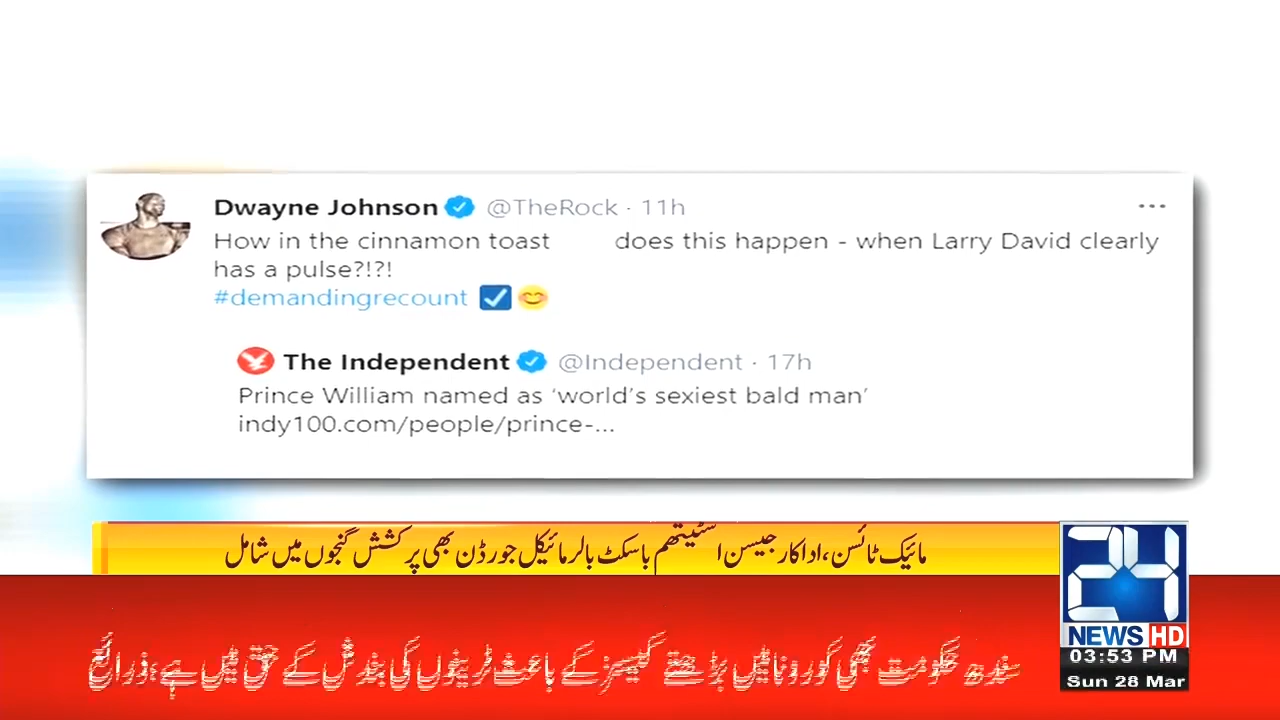 Dwayne Johnson @TheRock · 11h ...
How in the cinnamon toast does this happen - when Larry David clearly
has a pulse?!?!
#demandingrecount ☑😊
The Independent @Independent · 17h
Prince William named as ‘world’s sexiest bald man’
indy100.com/people/prince-...
مائیک ٹائسن، اداکار جیسن اسٹیتھم باسکٹ بالر مائیکل جورڈن بھی پرکشش گنجوں میں شامل
سندھ حکومت بھی کورونا میں بڑھتے کیسز کے باعث ٹرینوں کی بندش کے حق میں ہے، ذرائع
24
NEWS HD
03:53 PM
Sun 28 Mar